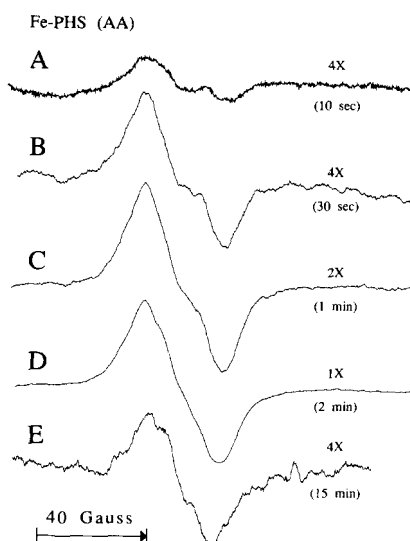 Fe-PHS (AA)
A
4X
(10 sec)
B
4X
(30 sec)
C
2X
(1 min)
D
1X
(2 min)
E
4X
(15 min)
40 Gauss